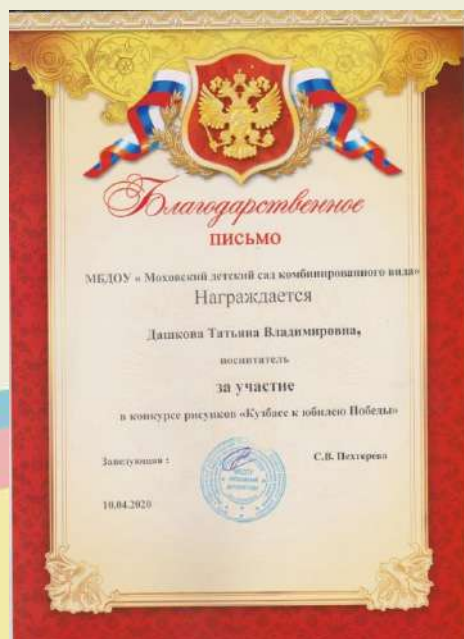 Благодарственное
ПИСЬМО
МБДОУ « Моховский детский сад комбинированного вида»
Награждается
Дашкова Татьяна Владимировна,
воспитатель
за участие
в конкурсе рисунков «Кузбасс к юбилею Победы»
Заведующая : С.В. Пехтерева
10.04.2020